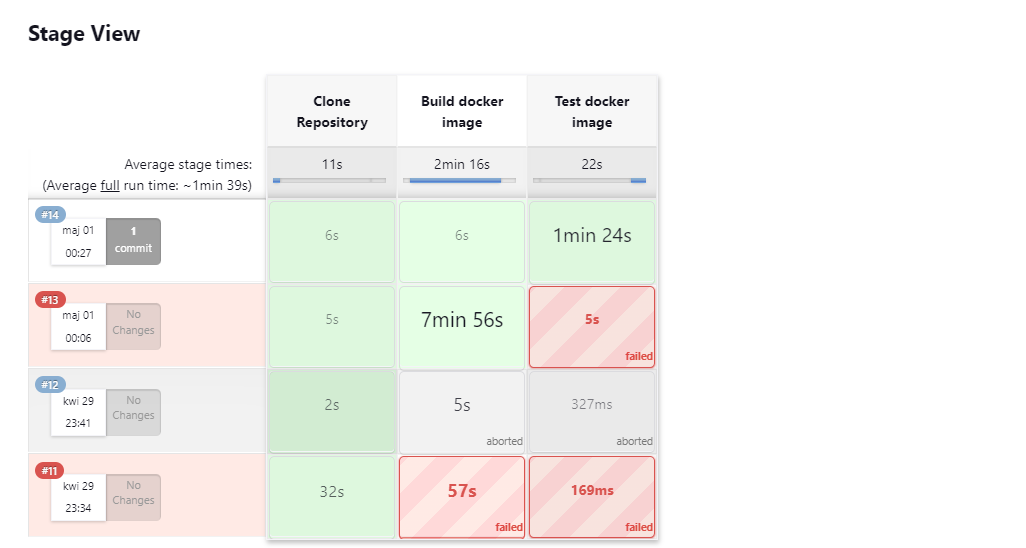 Stage View
Clone
Repository
Build docker
image
Test docker
image
Average stage times:
(Average full run time: ~1min 39s)
11s
2min 16s
22s
#14
maj 01
00:27
1
commit
6s
6s
1min 24s
#13
maj 01
00:06
No
Changes
5s
7min 56s
5s
failed
#12
kwi 29
23:41
No
Changes
2s
5s
aborted
327ms
aborted
#11
kwi 29
23:34
No
Changes
32s
57s
failed
169ms
failed